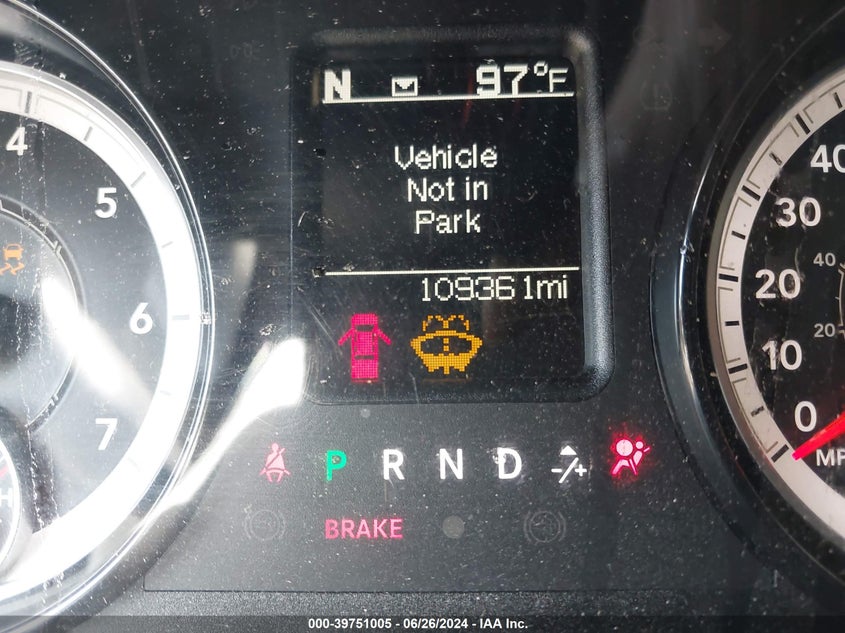 N 97°F
Vehicle
Not in
Park
109361mi
4
5
6
7
H
40
30
20
10
0
40
20
P R N D -/+
BRAKE
000-39751005 / 06/26/2024 - IAA Inc.